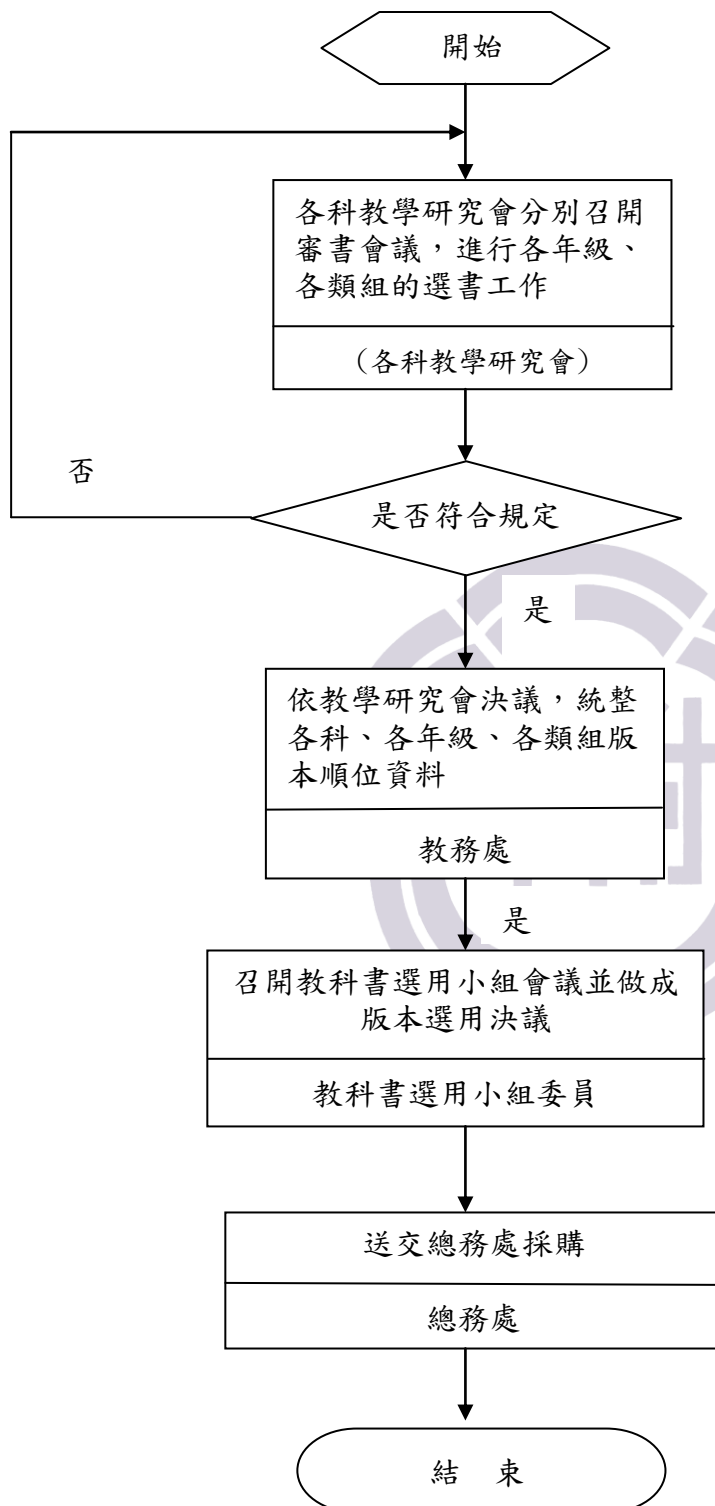 開始
各科教學研究會分別召開
審書會議，進行各年級、
各類組的選書工作
（各科教學研究會）
否
是否符合規定
是
依教學研究會決議，統整
各科、各年級、各類組版
本順位資料
教務處
是
召開教科書選用小組會議並做成
版本選用決議
教科書選用小組委員
送交總務處採購
總務處
結　束